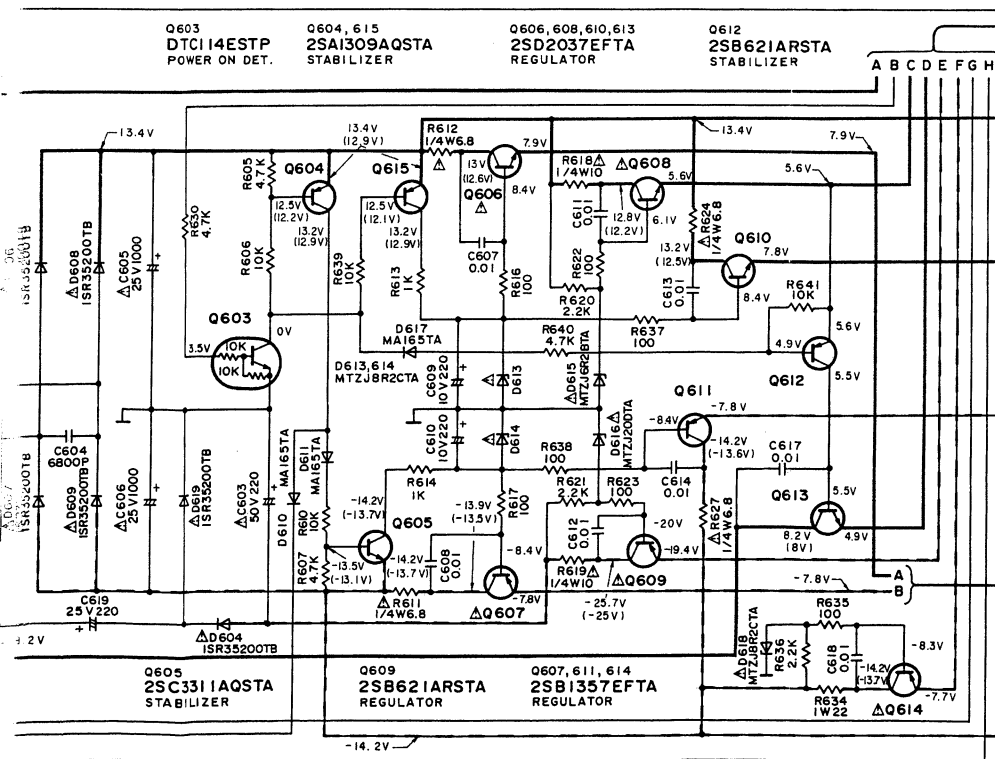 Q603
DTC114ESTP
POWER ON DET.
Q604, 615
2SA1309AQSTA
STABILIZER
Q606, 608, 610, 613
2SD2037EFTA
REGULATOR
Q612
2SB621ARSTA
STABILIZER
A B C D E F G H
13.4V
13.4V
(12.9V)
R612
1/4W6.8
7.9V
13.4V
7.9V
R605
4.7K
Q604
Q615
13V
(12.6V)
Q606
8.4V
R618
1/4W10
Q608
5.6V
5.6V
R630
4.7K
12.5V
(12.2V)
12.5V
(12.1V)
C611
0.01
12.8V
(12.2V)
6.1V
R624
1/4W6.8
13.2V
(12.9V)
13.2V
(12.9V)
13.2V
(12.5V)
Q610
7.8V
1SR35200TB
D608
1SR35200TB
C605
25V1000
R606
10K
R639
10K
R613
1K
C607
0.01
R616
100
R622
100
C613
0.01
8.4V
R620
2.2K
R641
10K
Q603
0V
D617
MA165TA
R640
4.7K
R637
100
5.6V
3.5V
10K
10K
4.9V
Q612
D613,614
MTZJ8R2CTA
C609
10V220
D613
D615
MTZJ6R2BTA
5.5V
Q611
-8.4V
-7.8V
C610
10V220
D614
D616
MTZJ20DTA
-14.2V
(-13.6V)
C604
6800P
R638
100
C617
0.01
1SR35200TB
D609
1SR35200TB
C606
25V1000
D619
1SR35200TB
C603
50V220
MA165TA
D610
D611
MA165TA
R614
1K
R621
2.2K
R623
100
C614
0.01
Q613
5.5V
-14.2V
(-13.7V)
-13.9V
(-13.5V)
R617
100
R610
10K
Q605
C612
0.01
-20V
R627
1/4W6.8
8.2V
(8V)
4.9V
R607
4.7K
-13.5V
(-13.1V)
-14.2V
(-13.7V)
C608
0.01
-8.4V
R619
1/4W10
-19.4V
Q609
R611
1/4W6.8
Q607
-7.8V
-25.7V
(-25V)
-7.8V
A
B
C619
25V220
D604
1SR35200TB
R635
100
D618
MTZJ8R2CTA
R636
2.2K
C618
0.01
-8.3V
-14.2V
(-13.7V)
-7.7V
R634
1W22
Q614
Q605
2SC3311AQSTA
STABILIZER
Q609
2SB621ARSTA
REGULATOR
Q607, 611, 614
2SB1357EFTA
REGULATOR
-14.2V